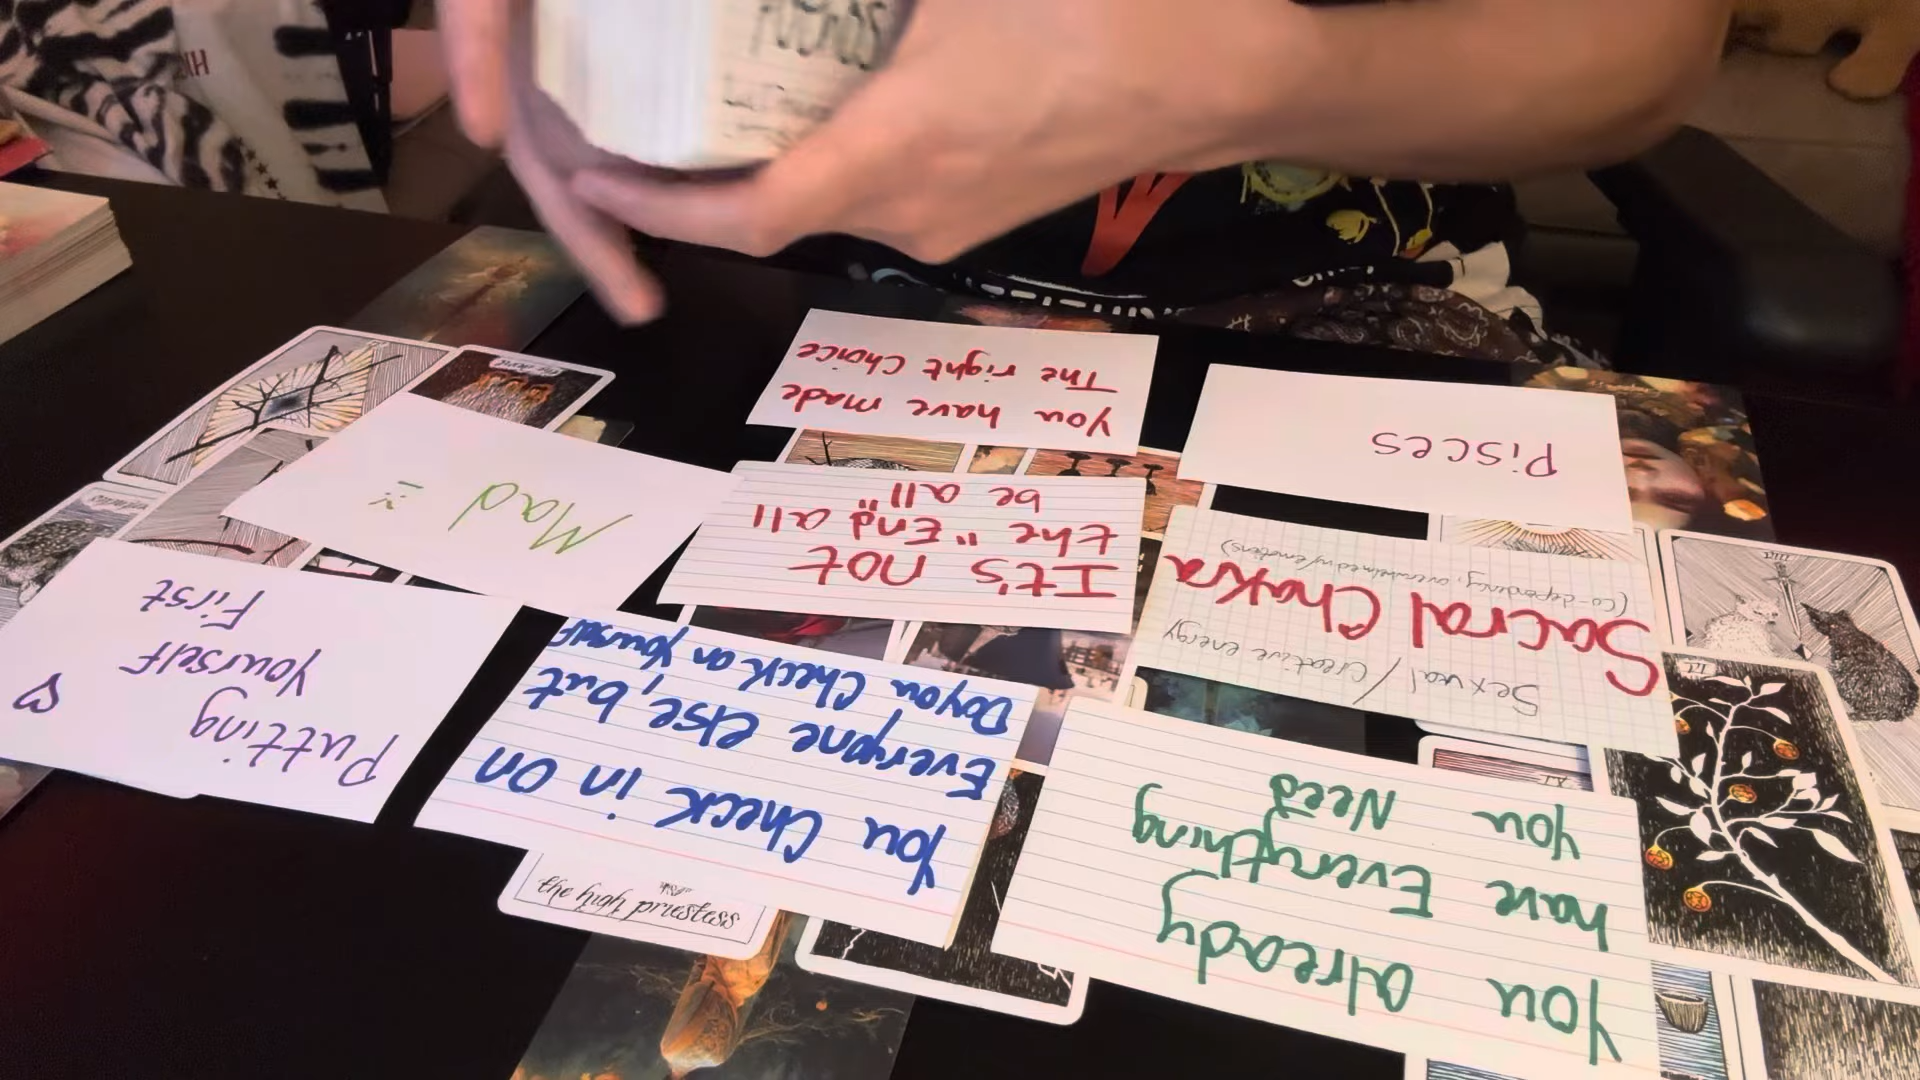 You have made
The right Choice
Pisces
Mad
It's not
the "End all
be all"
Sacral Chakra
Sexual / Creative energy
(co-dependency, overwhelmed w/ emotions)
Putting
Yourself
First
You Check in On
Everyone Else, but
Do you Check on Yourself
You already
have Everything
You Need
the high priestess